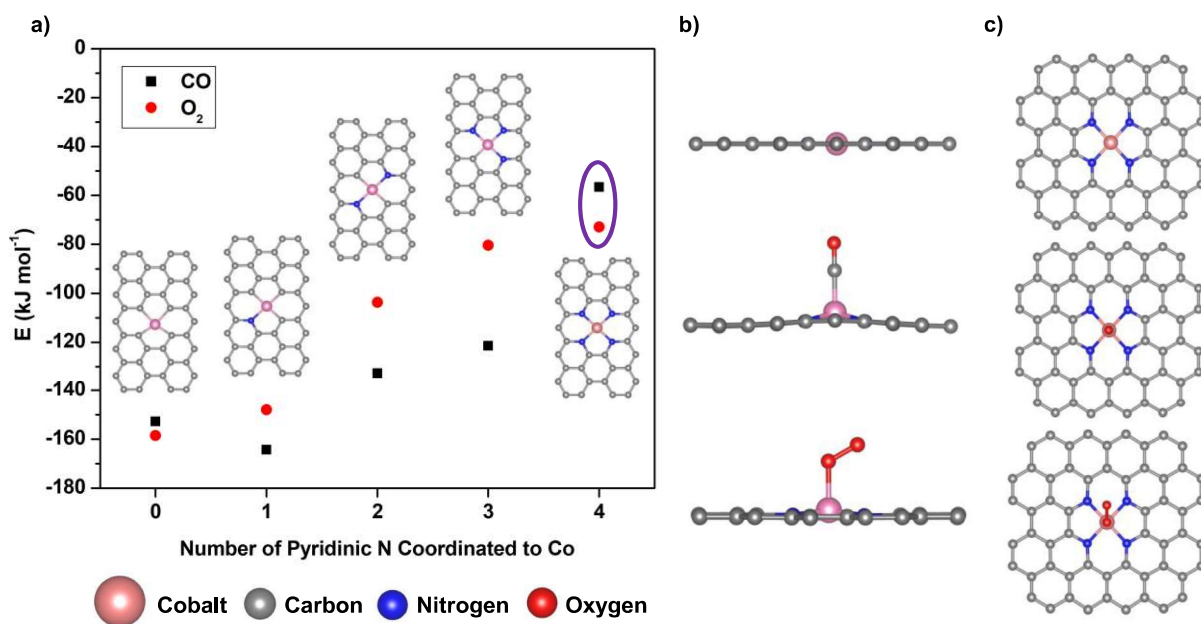 a)
b)
c)
0
-20
-40
-60
-80
-100
-120
-140
-160
-180
E (kJ mol⁻¹)
CO
O₂
0 1 2 3 4
Number of Pyridinic N Coordinated to Co
Cobalt Carbon Nitrogen Oxygen